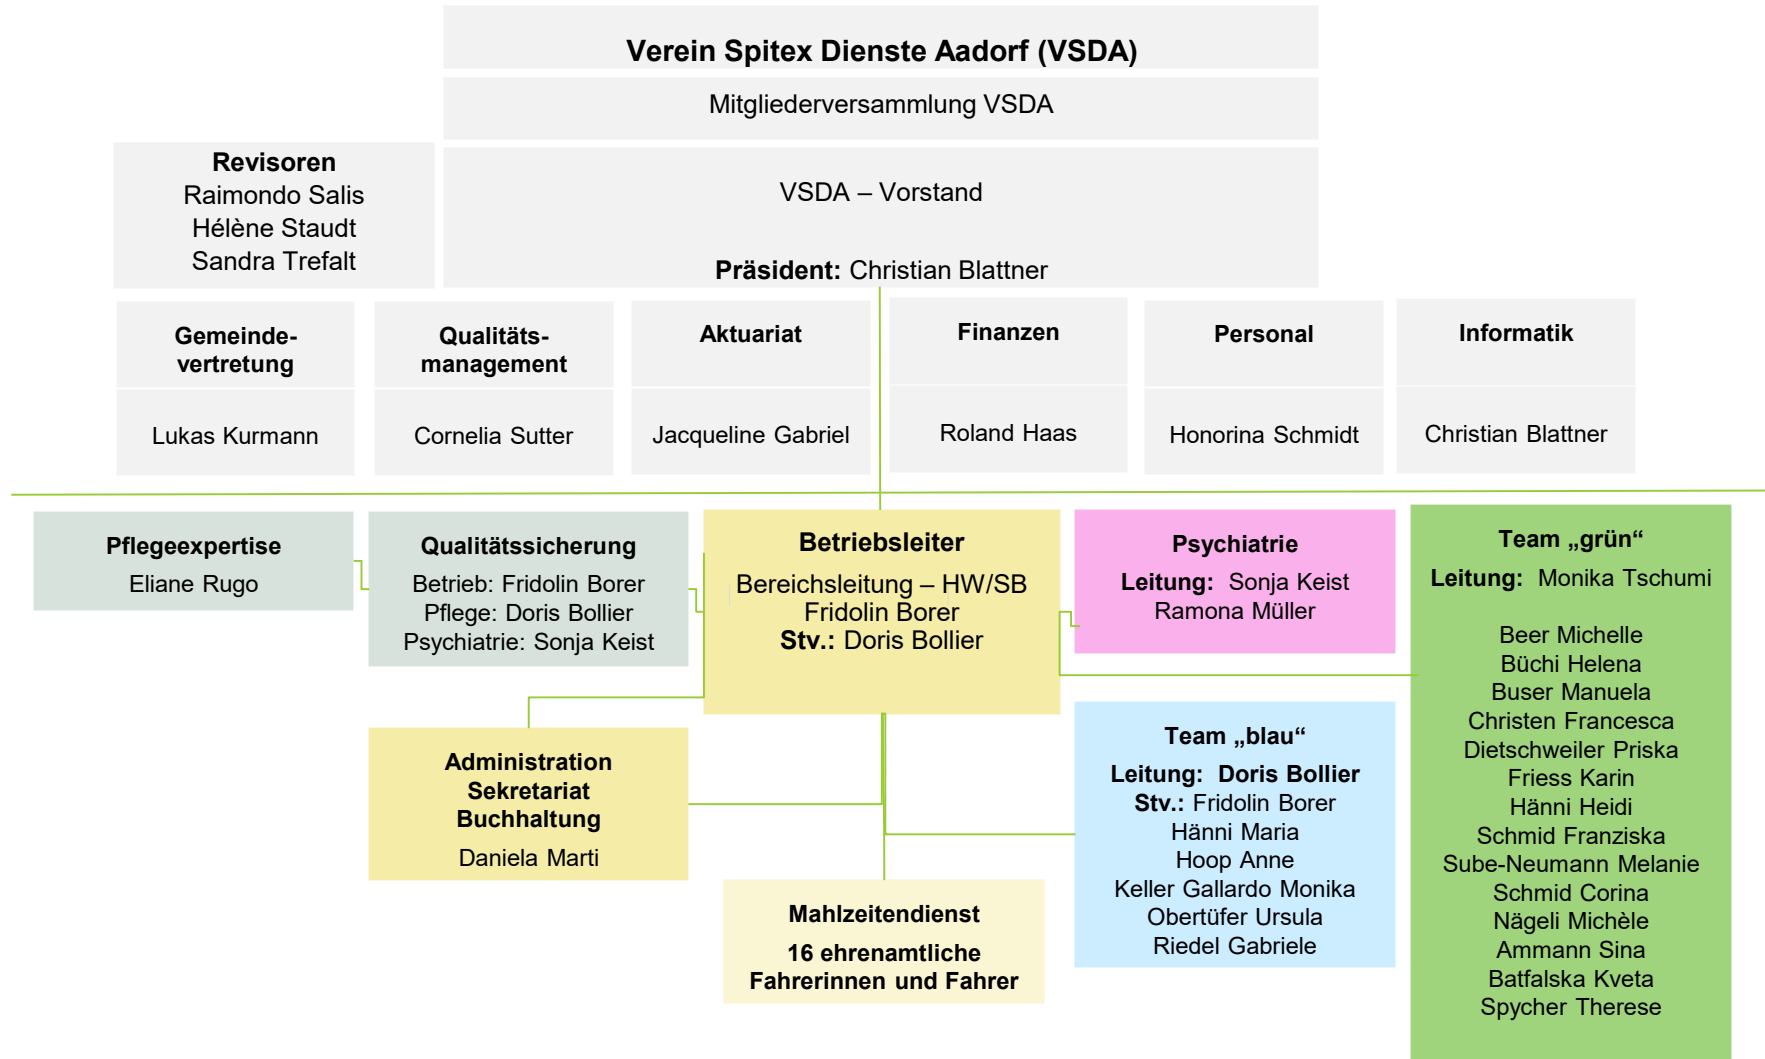 Verein Spitex Dienste Aadorf (VSDA)
Mitgliederversammlung VSDA
Revisoren
Raimondo Salis
Hélène Staudt
Sandra Trefalt
VSDA – Vorstand
Präsident: Christian Blattner
Gemeinde-
vertretung
Lukas Kurmann
Qualitäts-
management
Cornelia Sutter
Aktuariat
Jacqueline Gabriel
Finanzen
Roland Haas
Personal
Honorina Schmidt
Informatik
Christian Blattner
Pflegeexpertise
Eliane Rugo
Qualitätssicherung
Betrieb: Fridolin Borer
Pflege: Doris Bollier
Psychiatrie: Sonja Keist
Betriebsleiter
Bereichsleitung – HW/SB
Fridolin Borer
Stv.: Doris Bollier
Psychiatrie
Leitung: Sonja Keist
Ramona Müller
Team „grün“
Leitung: Monika Tschumi
Beer Michelle
Büchi Helena
Buser Manuela
Christen Francesca
Dietschweiler Priska
Friess Karin
Hänni Heidi
Schmid Franziska
Sube-Neumann Melanie
Schmid Corina
Nägeli Michèle
Ammann Sina
Batfalska Kveta
Spycher Therese
Administration
Sekretariat
Buchhaltung
Daniela Marti
Team „blau“
Leitung: Doris Bollier
Stv.: Fridolin Borer
Hänni Maria
Hoop Anne
Keller Gallardo Monika
Obertüfer Ursula
Riedel Gabriele
Mahlzeitendienst
16 ehrenamtliche
Fahrerinnen und Fahrer